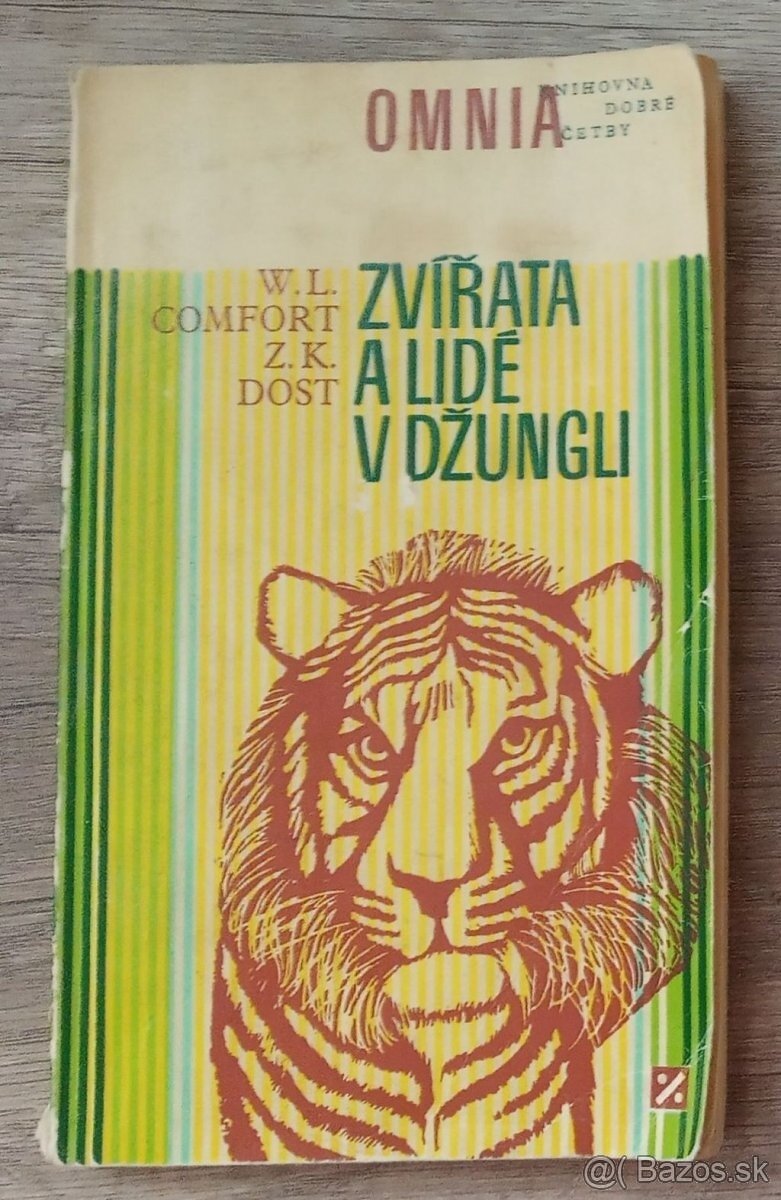 OMNIA
KNIHOVNA
DOBRÉ
ČETBY
W. L.
COMFORT
Z. K.
DOST
ZVÍŘATA
A LIDÉ
V DŽUNGLI
@( Bazos.sk